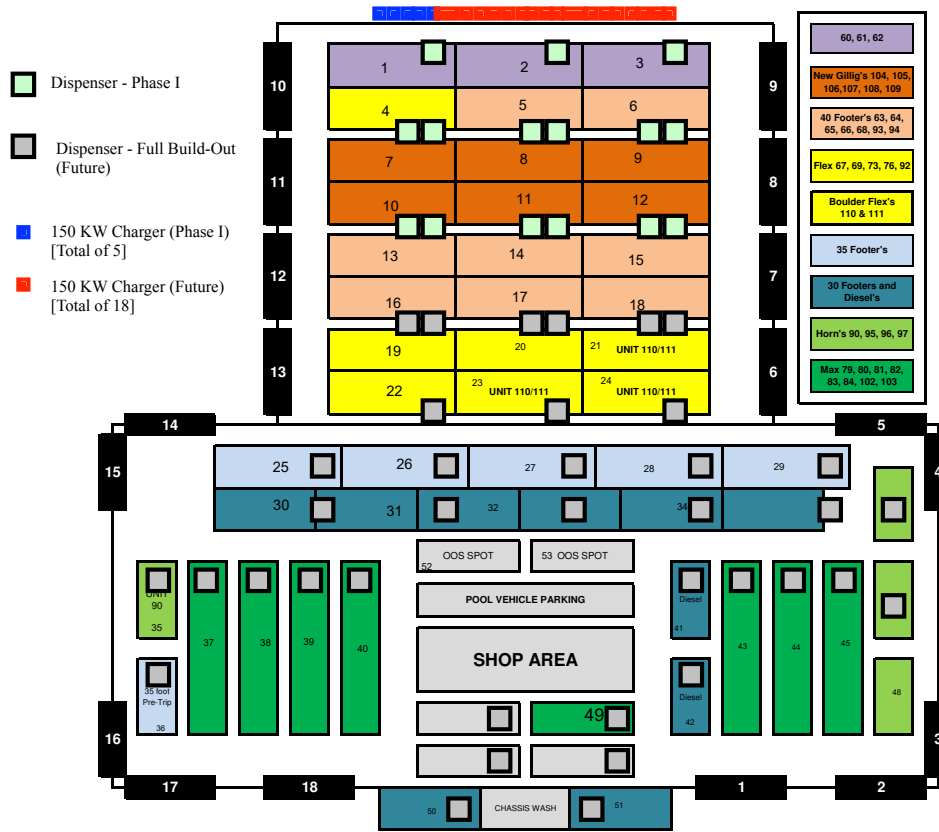 Dispenser - Phase I
Dispenser - Full Build-Out
(Future)
150 KW Charger (Phase I)
[Total of 5]
150 KW Charger (Future)
[Total of 18]
60, 61, 62
New Gillig's 104, 105,
106,107, 108, 109
40 Footer's 63, 64,
65, 66, 68, 93, 94
Flex 67, 69, 73, 76, 92
Boulder Flex's
110 & 111
35 Footer's
30 Footers and
Diesel's
Horn's 90, 95, 96, 97
Max 79, 80, 81, 82,
83, 84, 102, 103
10
9
1
2
3
4
5
6
11
8
7
8
9
10
11
12
12
7
13
14
15
16
17
18
13
6
19
20
21 UNIT 110/111
22
23 UNIT 110/111
24 UNIT 110/111
14
5
15
4
25
26
27
28
29
30
31
32
34
52 OOS SPOT
53 OOS SPOT
POOL VEHICLE PARKING
SHOP AREA
UNIT
90
35
37
38
39
40
35 foot
Pre-Trip
36
Diesel
41
Diesel
42
43
44
45
48
49
16
3
17
18
1
2
50
CHASSIS WASH
51